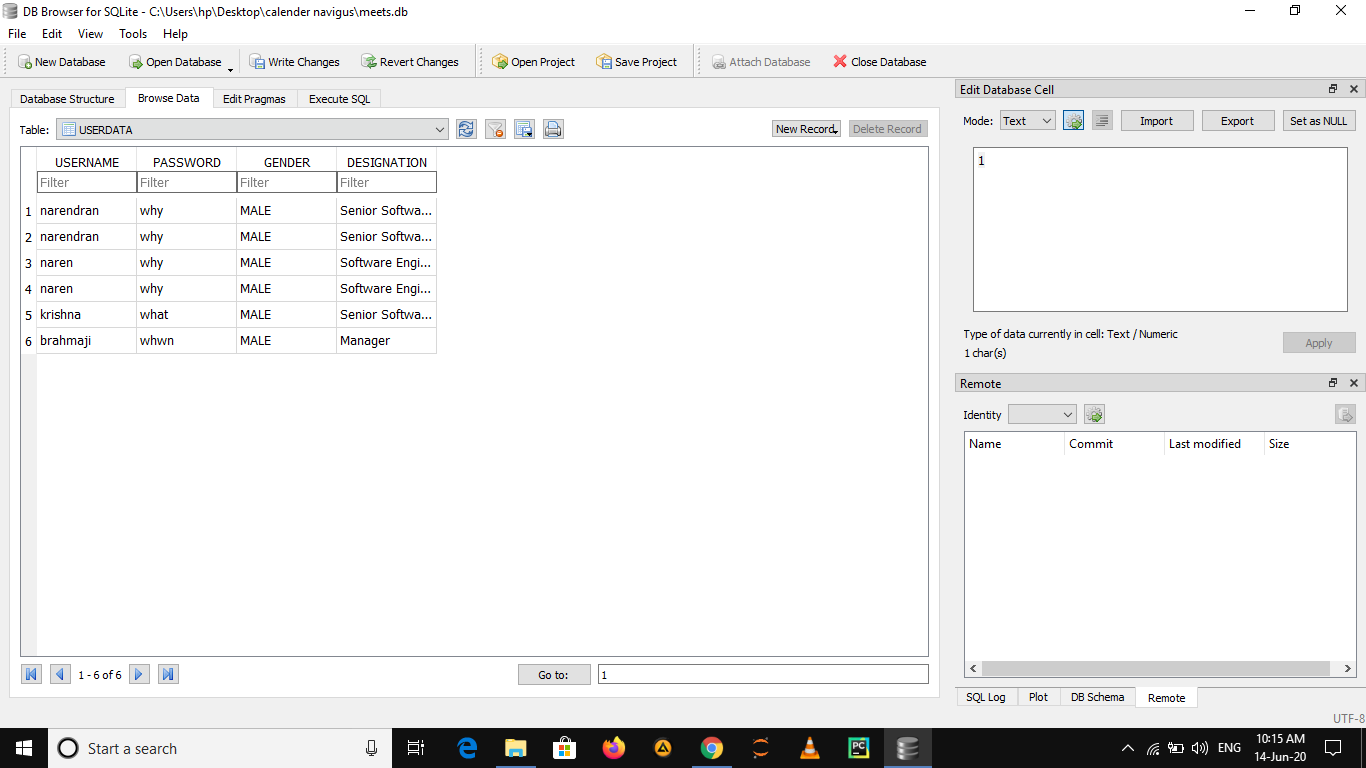 DB Browser for SQLite - C:\Users\hp\Desktop\calender navigus\meets.db
File Edit View Tools Help
New Database Open Database Write Changes Revert Changes Open Project Save Project Attach Database Close Database
Database Structure Browse Data Edit Pragmas Execute SQL
Table: USERDATA New Record Delete Record
USERNAME PASSWORD GENDER DESIGNATION
Filter Filter Filter Filter
1 narendran why MALE Senior Softwa...
2 narendran why MALE Senior Softwa...
3 naren why MALE Software Engi...
4 naren why MALE Software Engi...
5 krishna what MALE Senior Softwa...
6 brahmaji whwn MALE Manager
1 - 6 of 6 Go to: 1
Edit Database Cell
Mode: Text Import Export Set as NULL
1
Type of data currently in cell: Text / Numeric
1 char(s)
Apply
Remote
Identity
Name Commit Last modified Size
SQL Log Plot DB Schema Remote
UTF-8
Start a search
PC
ENG
10:15 AM
14-Jun-20